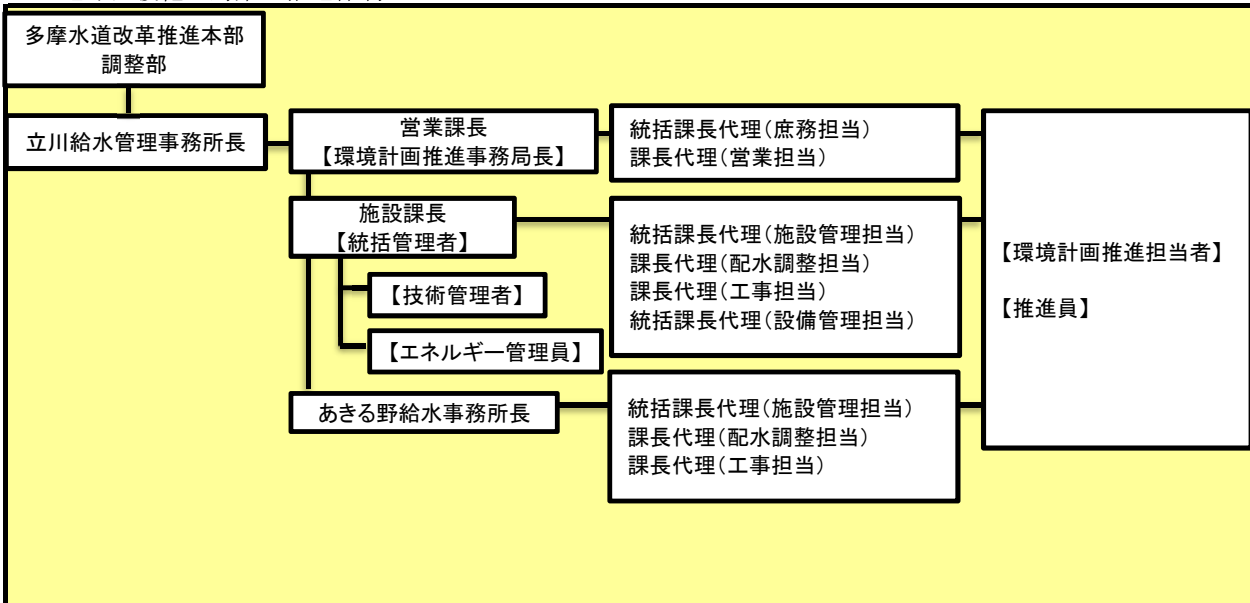 多摩水道改革推進本部
調整部
立川給水管理事務所長
営業課長
【環境計画推進事務局長】
統括課長代理(庶務担当)
課長代理(営業担当)
施設課長
【統括管理者】
【技術管理者】
【エネルギー管理員】
統括課長代理(施設管理担当)
課長代理(配水調整担当)
課長代理(工事担当)
統括課長代理(設備管理担当)
あきる野給水事務所長
統括課長代理(施設管理担当)
課長代理(配水調整担当)
課長代理(工事担当)
【環境計画推進担当者】
【推進員】